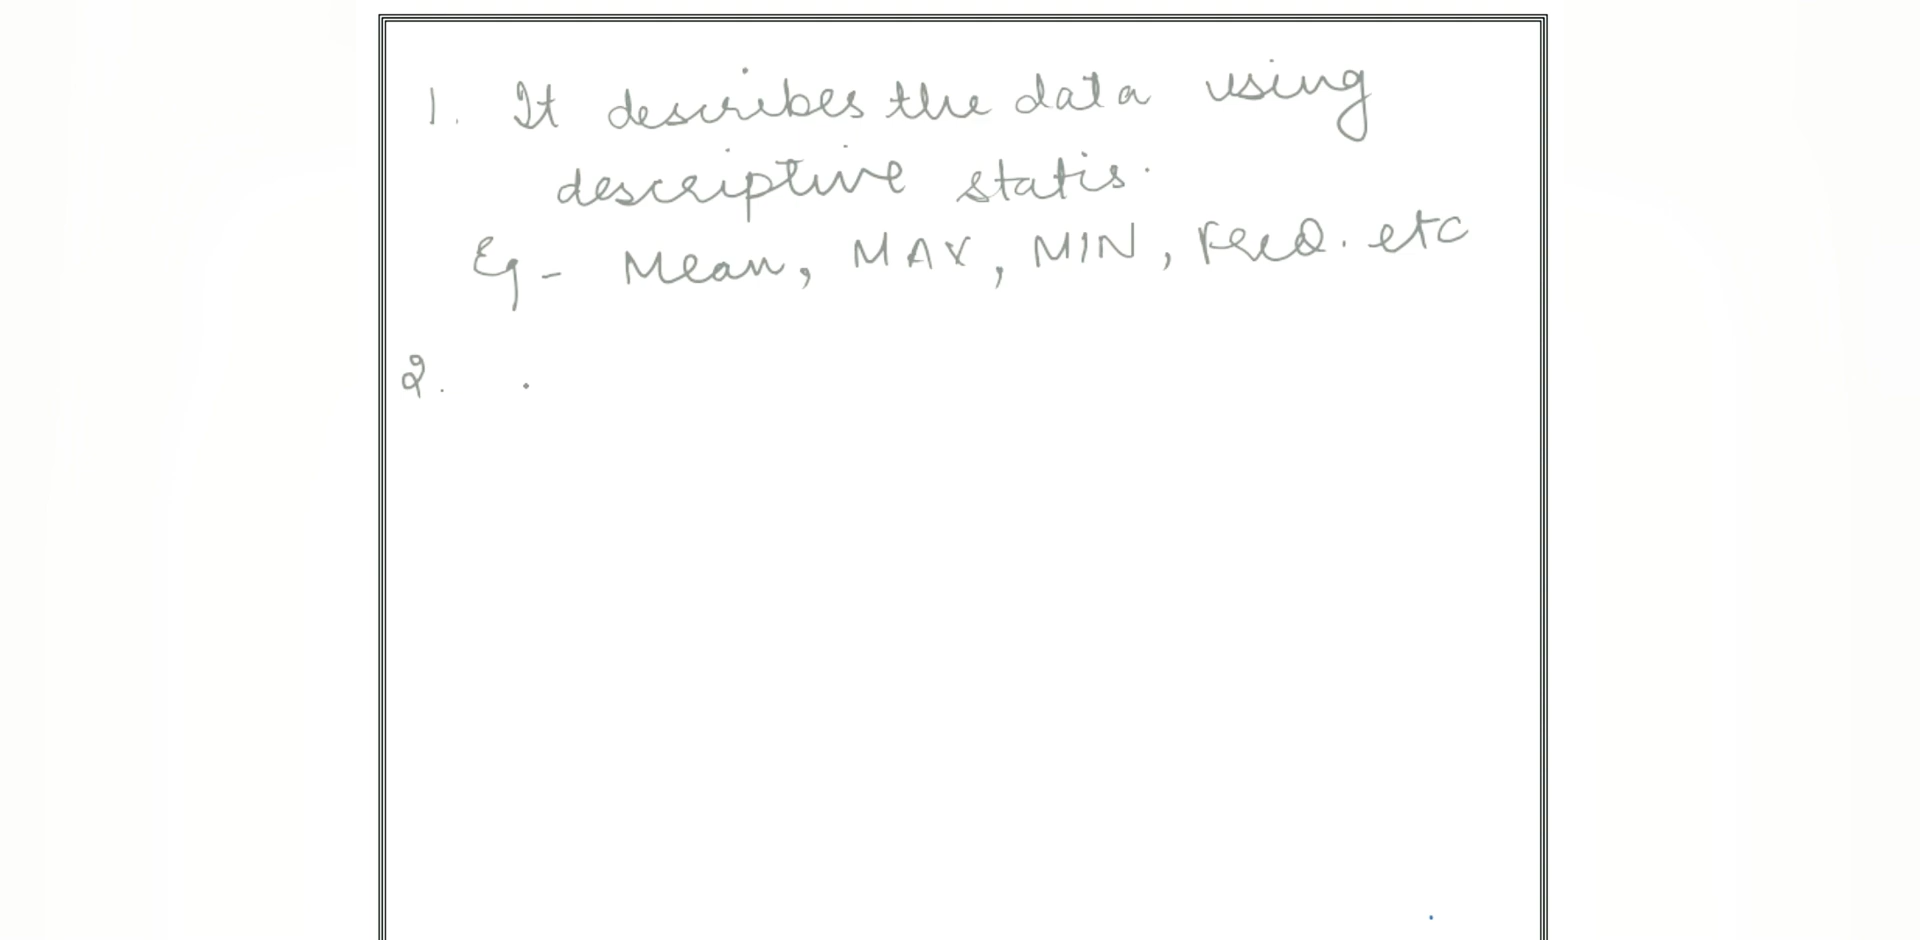 1. It describes the data using
descriptive statis.
Eg - Mean, MAX, MIN, Freq. etc
2. .